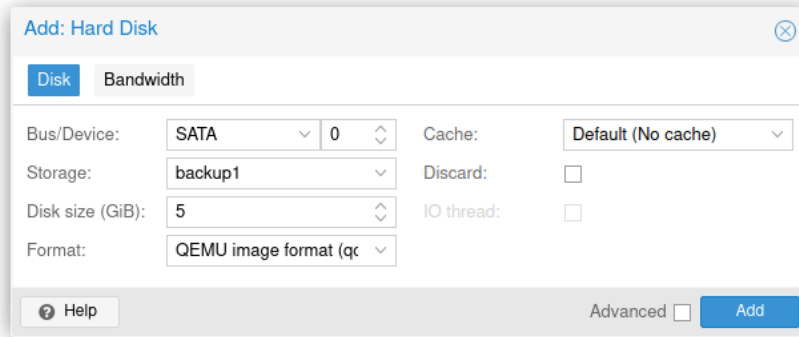 Add: Hard Disk
Disk Bandwidth
Bus/Device: SATA 0 Cache: Default (No cache)
Storage: backup1 Discard:
Disk size (GiB): 5 IO thread:
Format: QEMU image format (qc
Help Advanced Add